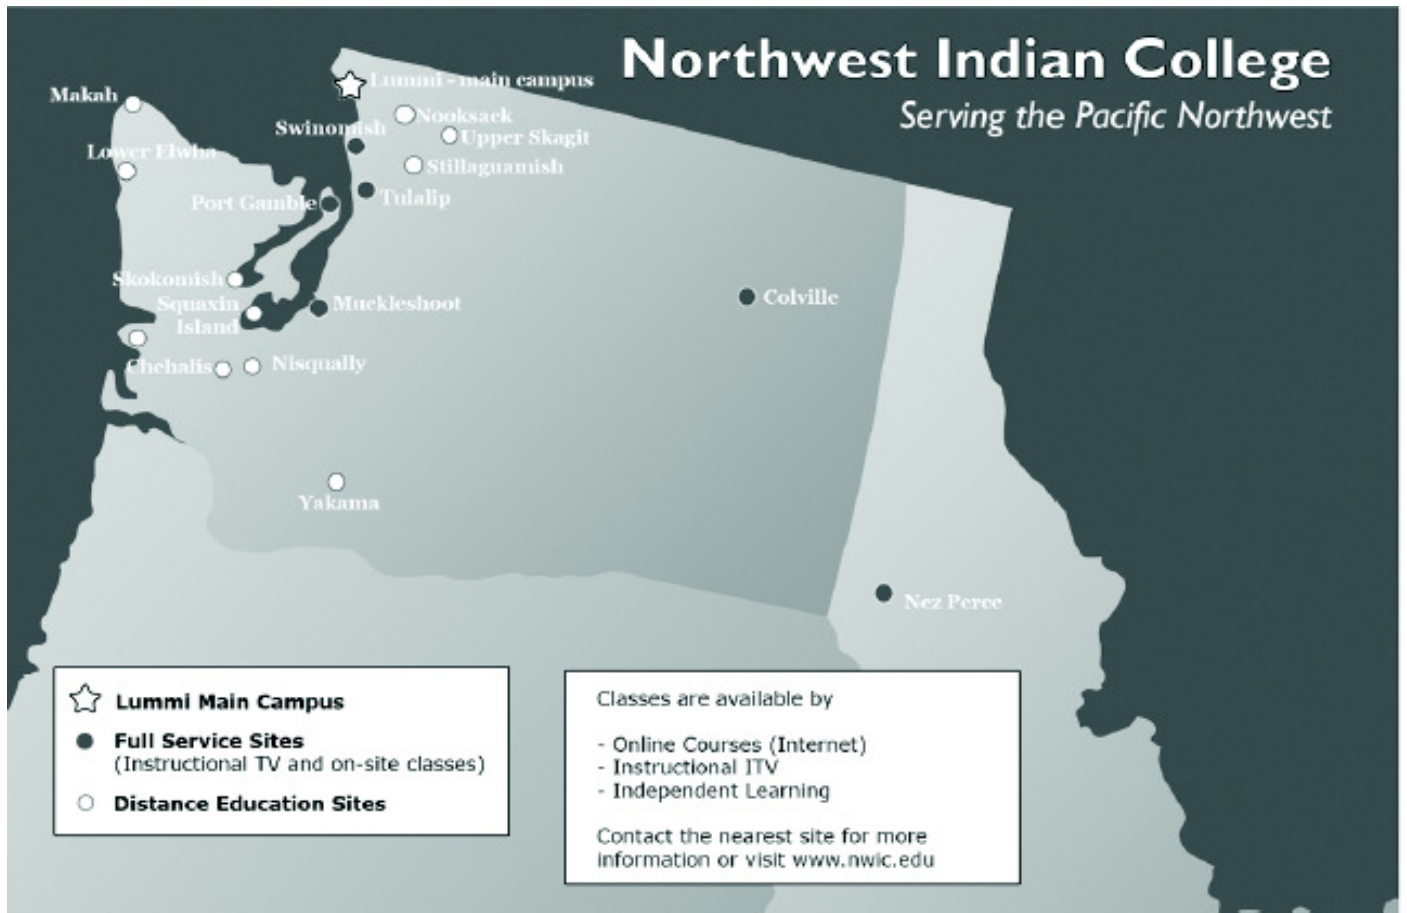 Northwest Indian College
Serving the Pacific Northwest
Lummi - main campus
Makah
Nooksack
Swinomish
Upper Skagit
Lower Elwha
Stillaguamish
Port Gamble
Tulalip
Skokomish
Squaxin
Island
Muckleshoot
Colville
Chehalis
Nisqually
Yakama
Nez Perce
Lummi Main Campus
Full Service Sites
(Instructional TV and on-site classes)
Distance Education Sites
Classes are available by
- Online Courses (Internet)
- Instructional ITV
- Independent Learning
Contact the nearest site for more
information or visit www.nwic.edu